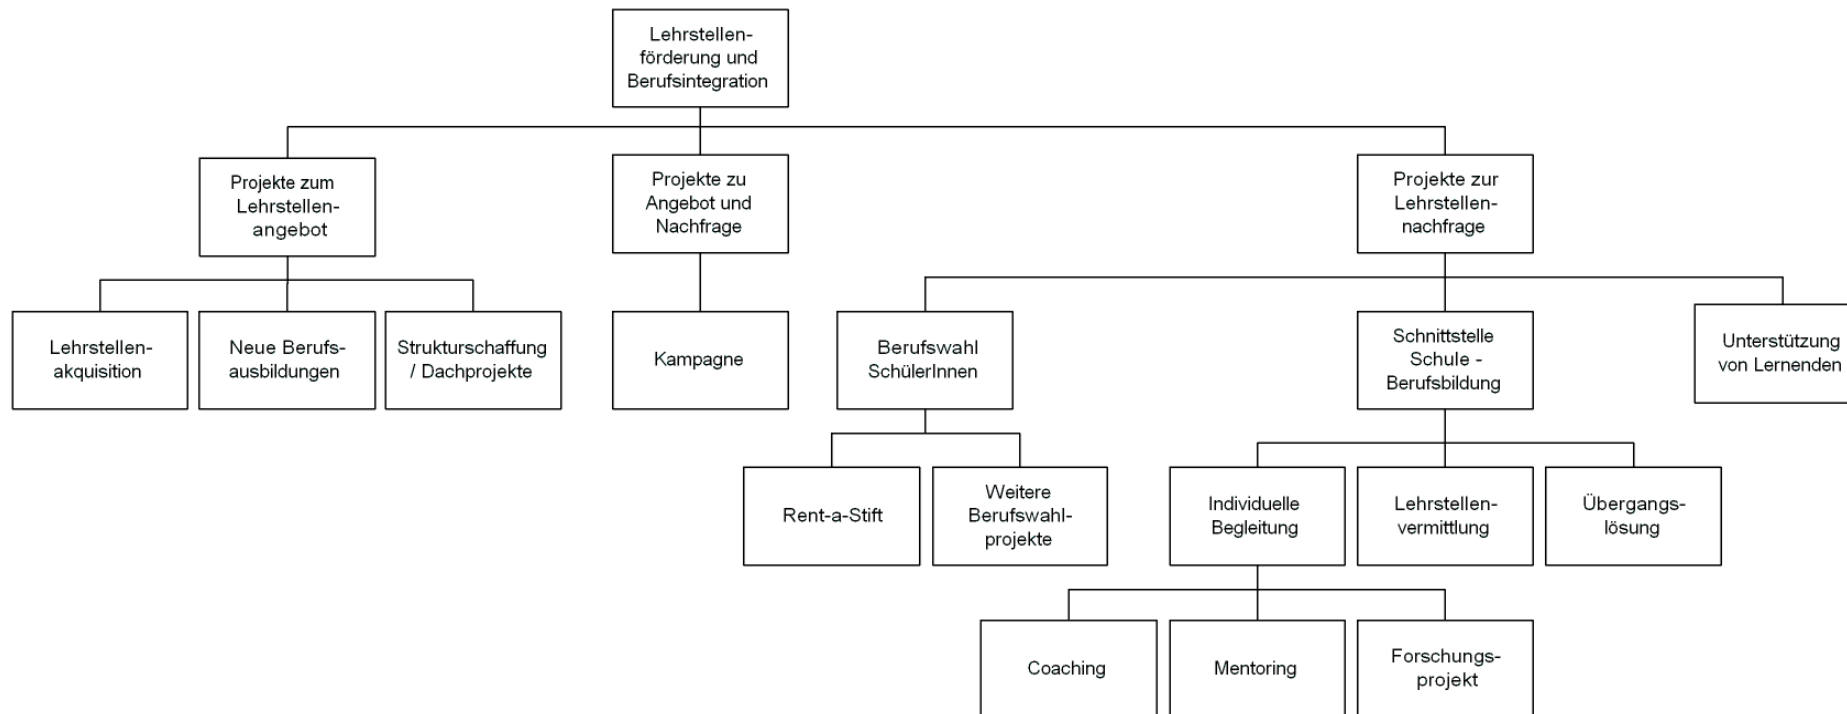 Lehrstellen-
förderung und
Berufsintegration
Projekte zum
Lehrstellen-
angebot
Projekte zu
Angebot und
Nachfrage
Projekte zur
Lehrstellen-
nachfrage
Lehrstellen-
akquisition
Neue Berufs-
ausbildungen
Strukturschaffung
/ Dachprojekte
Kampagne
Berufswahl
SchülerInnen
Schnittstelle
Schule -
Berufsbildung
Unterstützung
von Lernenden
Rent-a-Stift
Weitere
Berufswahl-
projekte
Individuelle
Begleitung
Lehrstellen-
vermittlung
Übergangs-
lösung
Coaching
Mentoring
Forschungs-
projekt